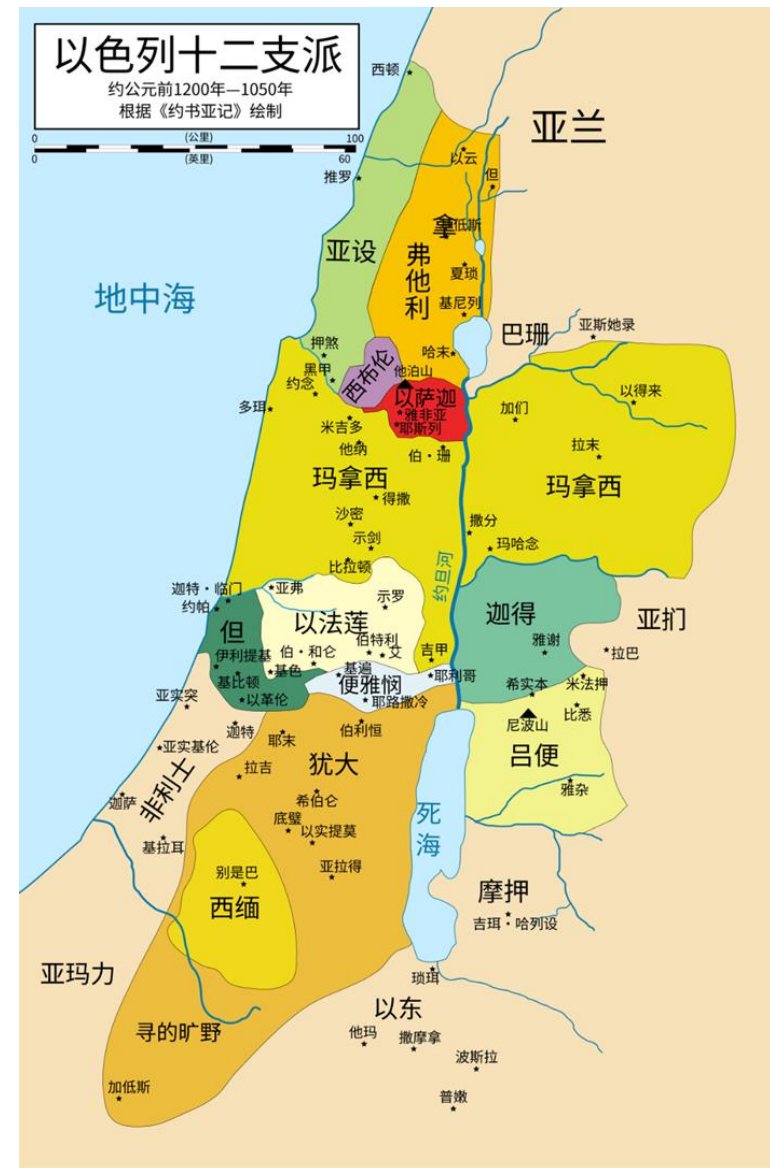 以色列十二支派
约公元前1200年—1050年
根据《约书亚记》绘制
0 (公里) 100
0 (英里) 60
西顿
亚兰
以云
但
推罗
低斯
拿
弗他利
亚设
夏琐
地中海
基尼列
巴珊
亚斯她录
押煞
哈末
西布伦
黑甲
他泊山
约念
以萨迦
以得来
多珥
加们
雅非亚
米吉多
耶斯列
他纳
伯·珊
拉末
玛拿西
玛拿西
得撒
沙密
撒分
示剑
玛哈念
比拉顿
约旦河
迦特·临门
亚弗
约帕
示罗
迦得
亚扪
但
以法莲
伯特利
雅谢
伯·和仑
艾
吉甲
拉巴
伊利提基
基色
基遍
耶利哥
基比顿
便雅悯
希实本
米法押
亚实突
以革伦
耶路撒冷
比悉
迦特
伯利恒
尼波山
耶末
亚实基伦
吕便
犹大
拉吉
非利士
雅杂
迦萨
希伯仑
死海
底璧
以实提莫
基拉耳
亚拉得
别是巴
摩押
西缅
吉珥·哈列设
亚玛力
琐珥
以东
寻的旷野
他玛
撒摩拿
波斯拉
加低斯
普嫩